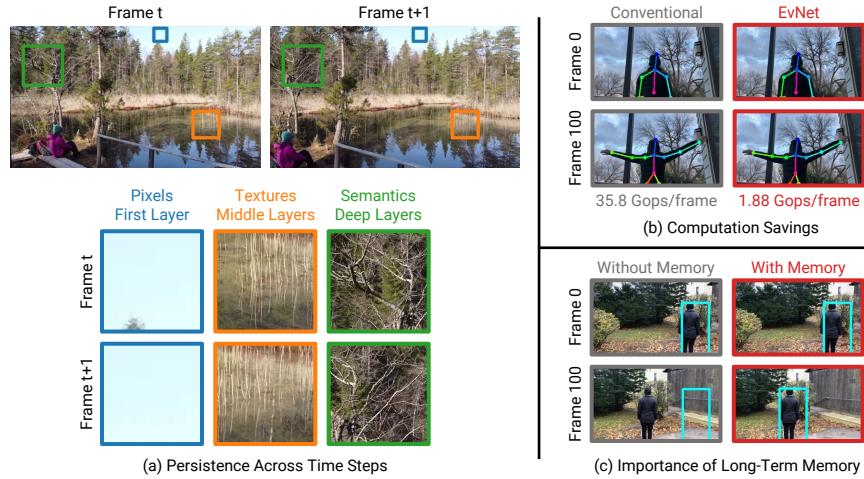 Frame t
Frame t+1
Pixels
First Layer
Textures
Middle Layers
Semantics
Deep Layers
Frame t
Frame t+1
(a) Persistence Across Time Steps
Conventional
EvNet
Frame 0
Frame 100
35.8 Gops/frame
1.88 Gops/frame
(b) Computation Savings
Without Memory
With Memory
Frame 0
Frame 100
(c) Importance of Long-Term Memory